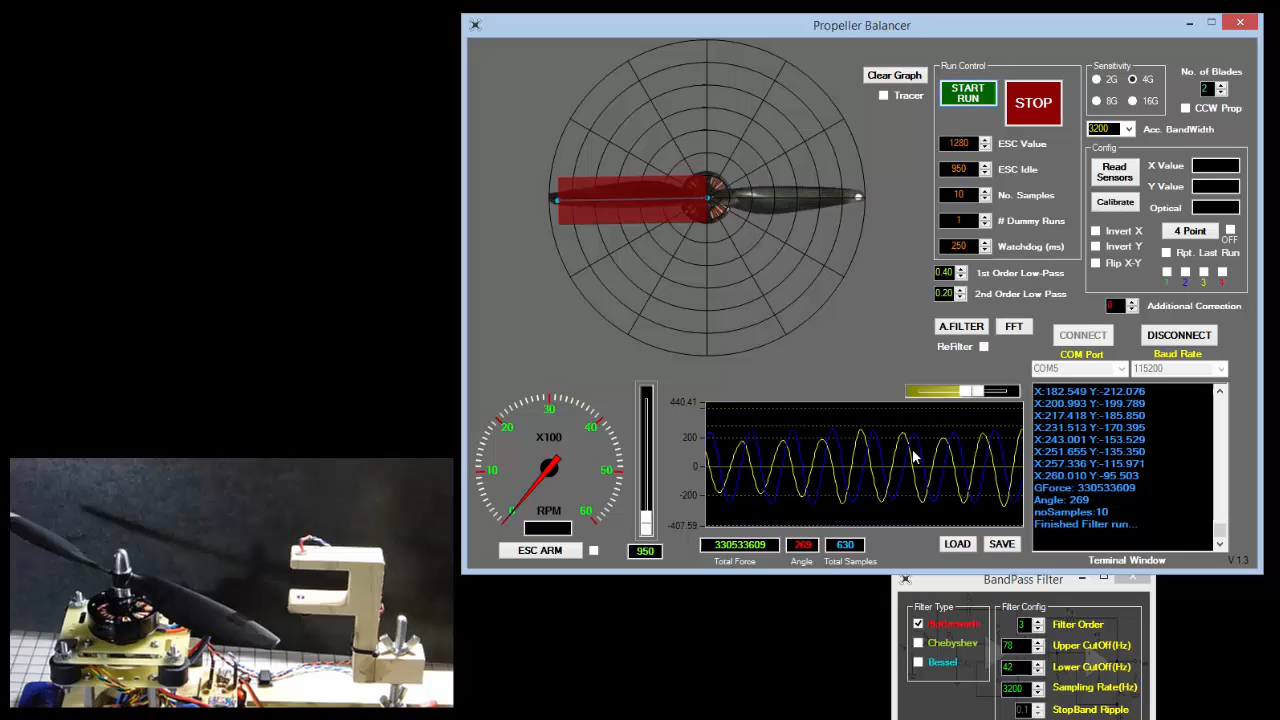 Propeller Balancer
Clear Graph
Tracer
Run Control
START RUN
STOP
1280 ESC Value
950 ESC Idle
10 No. Samples
1 # Dummy Runs
250 Watchdog (ms)
0.40 1st Order Low-Pass
0.20 2nd Order Low Pass
A.FILTER FFT
ReFilter
Sensitivity
2G 4G
8G 16G
No. of Blades
2
CCW Prop
3200 Acc. BandWidth
Config
Read Sensors
Calibrate
X Value
Y Value
Optical
Invert X
Invert Y
Flip X-Y
4 Point
OFF
Rpt. Last Run
1 2 3 4
0 Additional Correction
CONNECT DISCONNECT
COM Port Baud Rate
COM5 115200
X:182.549 Y:-212.076
X:200.993 Y:-199.789
X:217.418 Y:-185.850
X:231.513 Y:-170.395
X:243.001 Y:-153.529
X:251.655 Y:-135.350
X:257.336 Y:-115.971
X:260.010 Y:-95.503
GForce: 330533609
Angle: 269
noSamples:10
Finished Filter run...
Terminal Window
V 1.3
0 10 20 30 40 50 60
X100
RPM
ESC ARM
950
440.41
200
0
-200
-407.59
330533609 269 630
Total Force Angle Total Samples
LOAD SAVE
BandPass Filter
Filter Type
Butterworth
Chebyshev
Bessel
Filter Config
3 Filter Order
78 Upper CutOff(Hz)
42 Lower CutOff(Hz)
3200 Sampling Rate(Hz)
0.1 StopBand Ripple